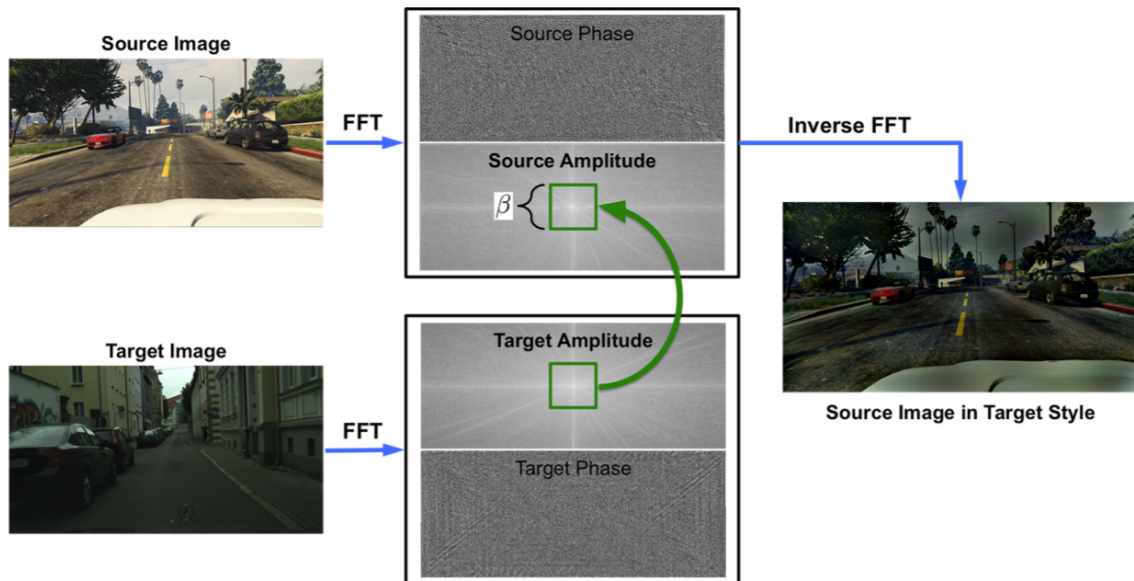 Source Image
FFT
Source Phase
Source Amplitude
β
Inverse FFT
Target Image
FFT
Target Amplitude
Target Phase
Source Image in Target Style